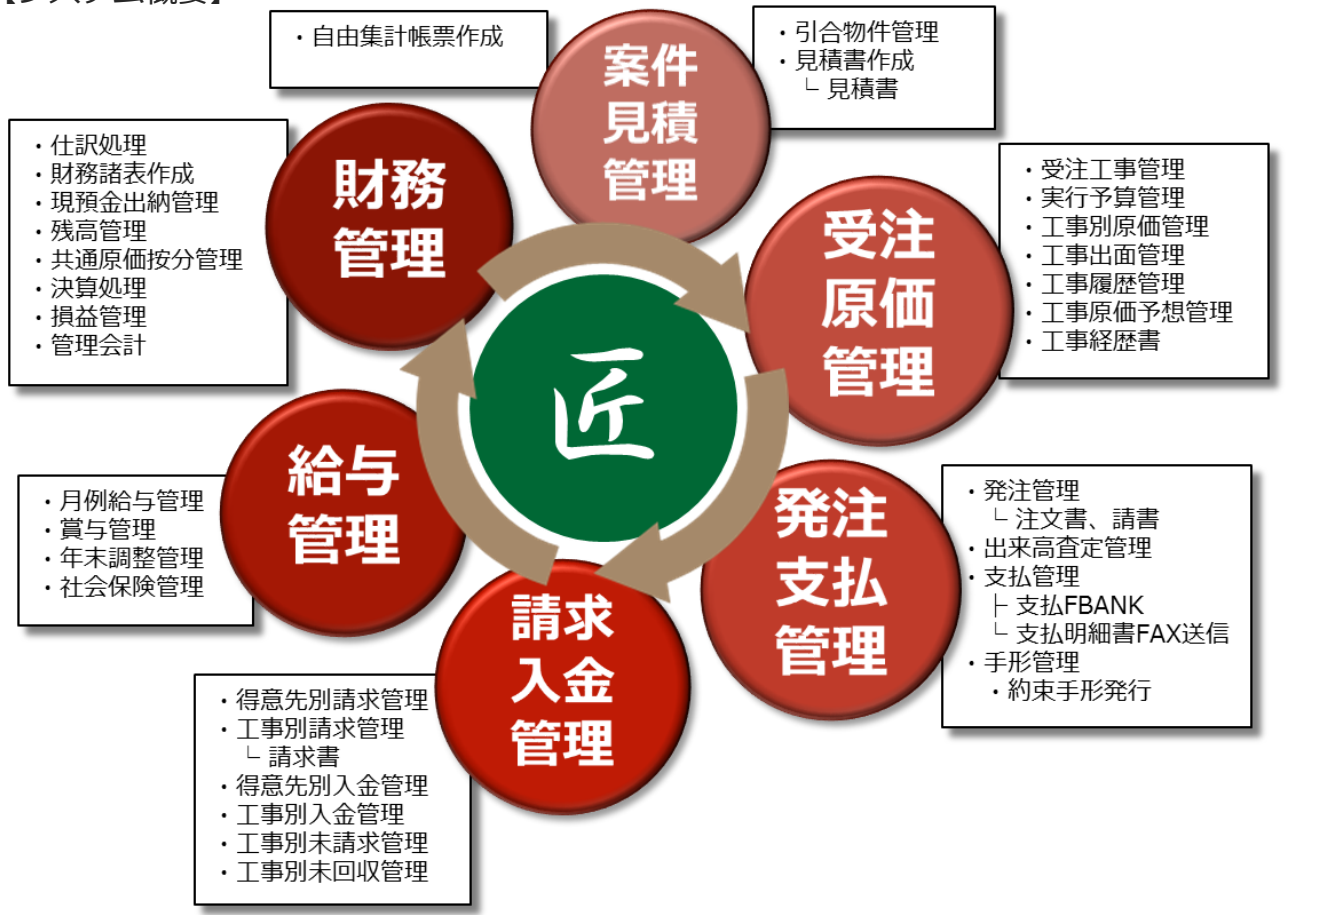 【システム概要】
・自由集計帳票作成
案件
見積
管理
・引合物件管理
・見積書作成
└ 見積書
受注
原価
管理
・受注工事管理
・実行予算管理
・工事別原価管理
・工事出面管理
・工事履歴管理
・工事原価予想管理
・工事経歴書
発注
支払
管理
・発注管理
└ 注文書、請書
・出来高査定管理
・支払管理
├ 支払FBANK
└ 支払明細書FAX送信
・手形管理
・約束手形発行
請求
入金
管理
・得意先別請求管理
・工事別請求管理
└ 請求書
・得意先別入金管理
・工事別入金管理
・工事別未請求管理
・工事別未回収管理
給与
管理
・月例給与管理
・賞与管理
・年末調整管理
・社会保険管理
財務
管理
・仕訳処理
・財務諸表作成
・現預金出納管理
・残高管理
・共通原価按分管理
・決算処理
・損益管理
・管理会計
匠